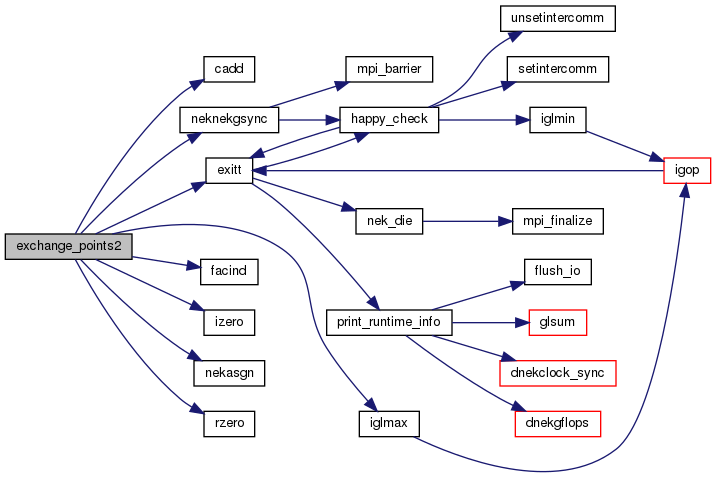 unsetintercomm
cadd
mpi_barrier
setintercomm
neknekgsync
happy_check
iglmin
exitt
igop
nek_die
mpi_finalize
exchange_points2
facind
flush_io
izero
print_runtime_info
glsum
nekasgn
dnekclock_sync
rzero
iglmax
dnekgflops